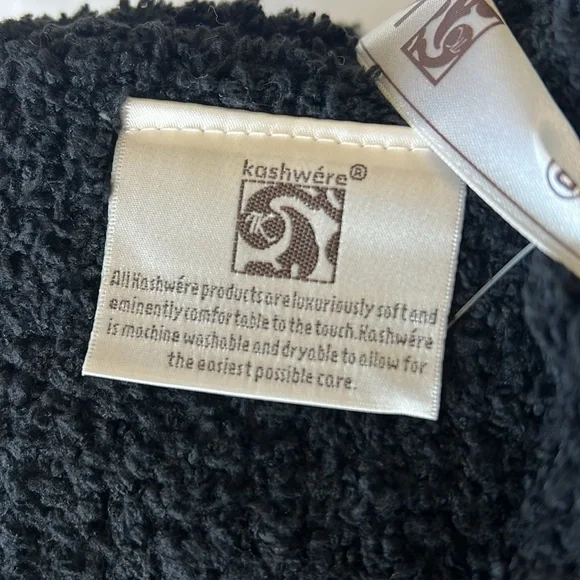 kashwére®
K
All Kashwére products are luxuriously soft and
eminently comfortable to the touch. Kashwére
is machine washable and dryable to allow for
the easiest possible care.